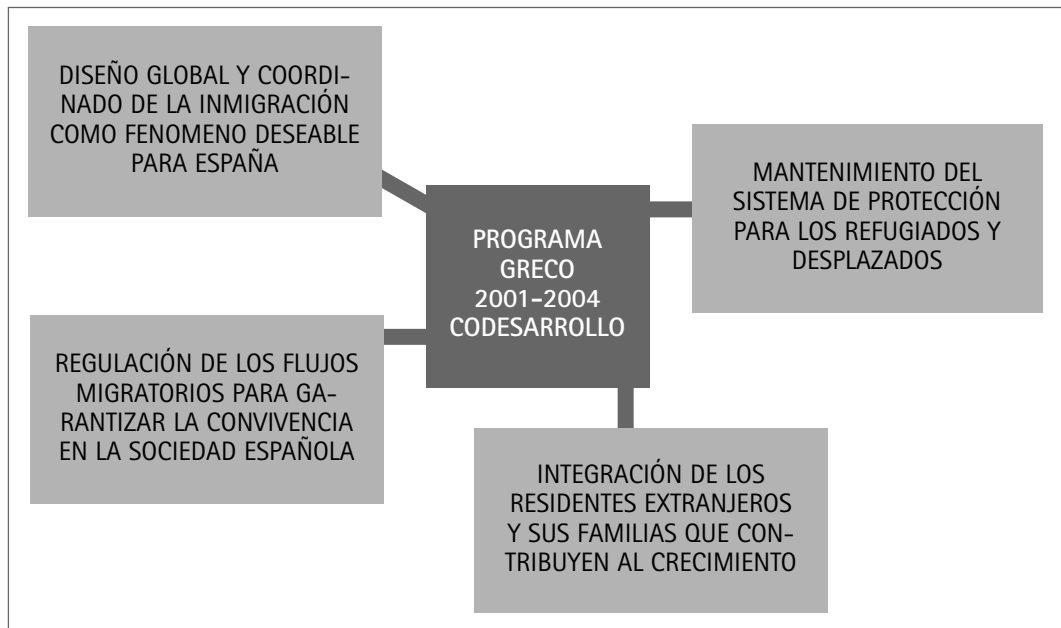 DISEÑO GLOBAL Y COORDI-
NADO DE LA INMIGRACIÓN
COMO FENOMENO DESEABLE
PARA ESPAÑA
MANTENIMIENTO DEL
SISTEMA DE PROTECCIÓN
PARA LOS REFUGIADOS Y
DESPLAZADOS
PROGRAMA
GRECO
2001-2004
CODESARROLLO
REGULACIÓN DE LOS FLUJOS
MIGRATORIOS PARA GA-
RANTIZAR LA CONVIVENCIA
EN LA SOCIEDAD ESPAÑOLA
INTEGRACIÓN DE LOS
RESIDENTES EXTRANJEROS
Y SUS FAMILIAS QUE CON-
TRIBUYEN AL CRECIMIENTO